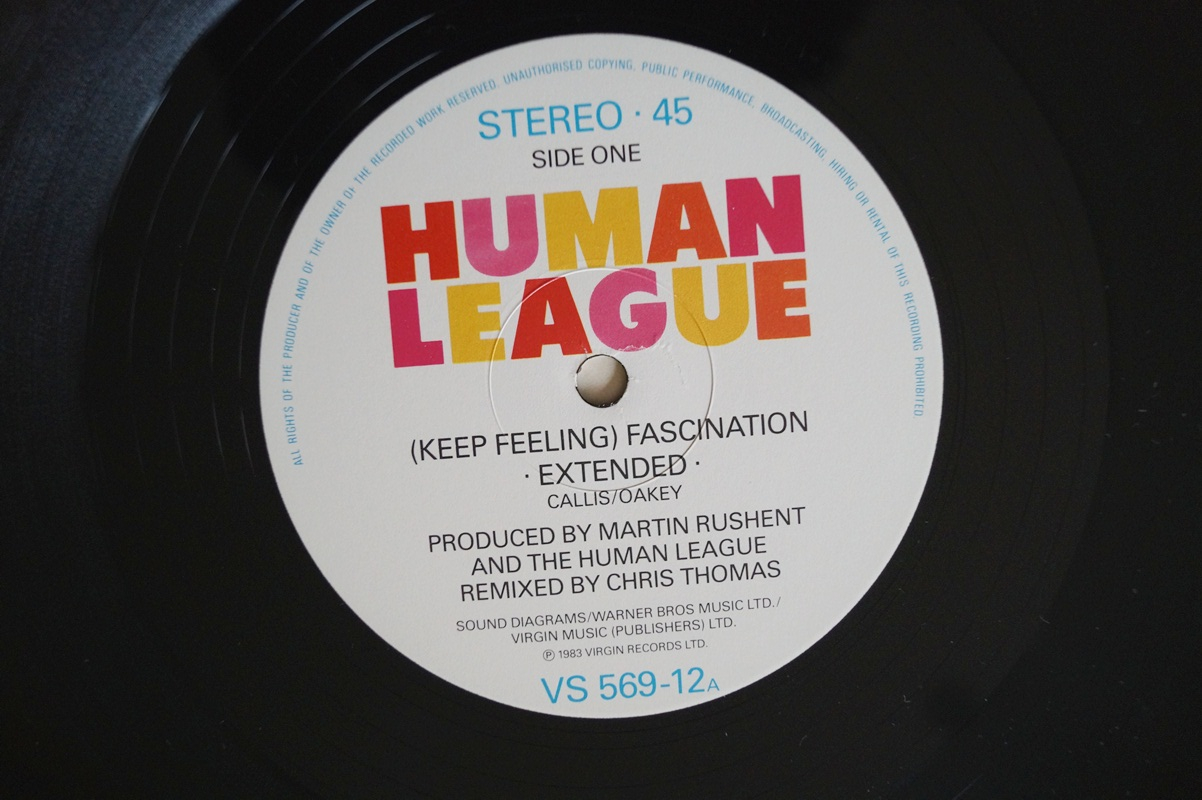 ALL RIGHTS OF THE PRODUCER AND OF THE OWNER OF THE RECORDED WORK RESERVED. UNAUTHORISED COPYING, PUBLIC PERFORMANCE, BROADCASTING, HIRING OR RENTAL OF THIS RECORDING PROHIBITED
STEREO · 45
SIDE ONE
HUMAN
LEAGUE
(KEEP FEELING) FASCINATION
· EXTENDED ·
CALLIS/OAKEY
PRODUCED BY MARTIN RUSHENT
AND THE HUMAN LEAGUE
REMIXED BY CHRIS THOMAS
SOUND DIAGRAMS/WARNER BROS MUSIC LTD./
VIRGIN MUSIC (PUBLISHERS) LTD.
℗ 1983 VIRGIN RECORDS LTD.
VS 569-12A